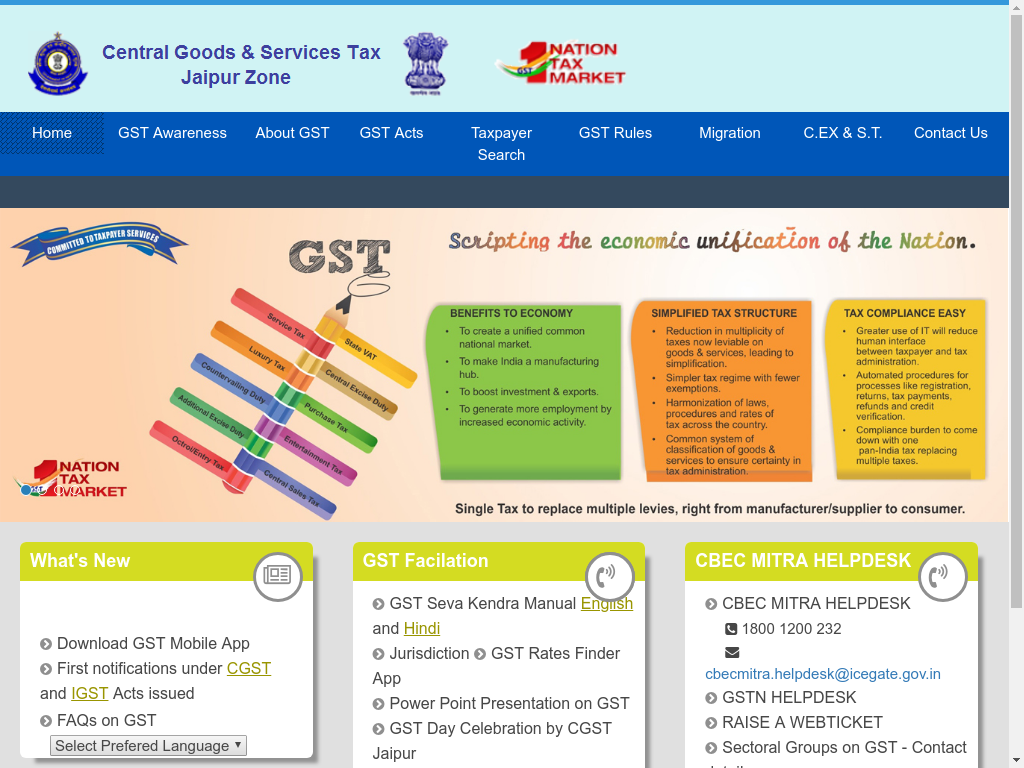 Central Goods & Services Tax
Jaipur Zone
1 NATION
GST TAX
MARKET
Home
GST Awareness
About GST
GST Acts
Taxpayer
Search
GST Rules
Migration
C.EX & S.T.
Contact Us
COMMITTED TO TAXPAYER SERVICES
GST
Scripting the economic unification of the Nation.
Service Tax
State VAT
Luxury Tax
Central Excise Duty
Countervailing Duty
Purchase Tax
Additional Excise Duty
Entertainment Tax
Octroi/Entry Tax
Central Sales Tax
BENEFITS TO ECONOMY
• To create a unified common
national market.
• To make India a manufacturing
hub.
• To boost investment & exports.
• To generate more employment by
increased economic activity.
SIMPLIFIED TAX STRUCTURE
• Reduction in multiplicity of
taxes now leviable on
goods & services, leading to
simplification.
• Simpler tax regime with fewer
exemptions.
• Harmonization of laws,
procedures and rates of
tax across the country.
• Common system of
classification of goods &
services to ensure certainty in
tax administration.
TAX COMPLIANCE EASY
• Greater use of IT will reduce
human interface
between taxpayer and tax
administration.
• Automated procedures for
processes like registration,
returns, tax payments,
refunds and credit
verification.
• Compliance burden to come
down with one
pan-India tax replacing
multiple taxes.
1 NATION
TAX
MARKET
Single Tax to replace multiple levies, right from manufacturer/supplier to consumer.
What's New
Download GST Mobile App
First notifications under CGST
and IGST Acts issued
FAQs on GST
Select Prefered Language
GST Facilation
GST Seva Kendra Manual English
and Hindi
Jurisdiction GST Rates Finder
App
Power Point Presentation on GST
GST Day Celebration by CGST
Jaipur
CBEC MITRA HELPDESK
CBEC MITRA HELPDESK
1800 1200 232
cbecmitra.helpdesk@icegate.gov.in
GSTN HELPDESK
RAISE A WEBTICKET
Sectoral Groups on GST - Contact